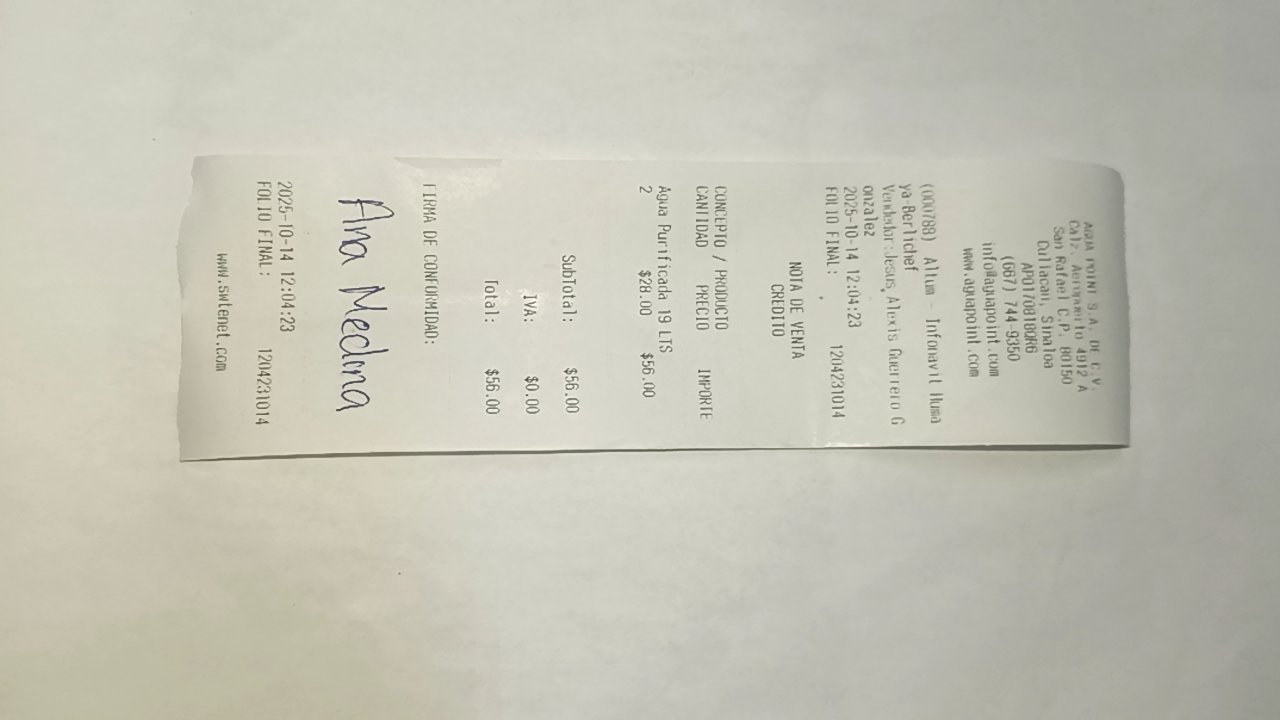 AGUA POINT S.A. DE C.V.
Calz. Aeropuerto 4912 A
San Rafael C.P. 80150
Culiacan, Sinaloa
APO170818QR6
(667) 744-9350
info@aguapoint.com
www.aguapoint.com
(000788) Altum - Infonavit Huma
ya-Berlichef
Vendedor:Jesus Alexis Guerrero G
onzalez
2025-10-14 12:04:23
FOLIO FINAL: 1204231014
NOTA DE VENTA
CREDITO
CONCEPTO / PRODUCTO
CANTIDAD PRECIO IMPORTE
Agua Purificada 19 LTS
2 $28.00 $56.00
SubTotal: $56.00
IVA: $0.00
Total: $56.00
FIRMA DE CONFORMIDAD:
Ana Medina
2025-10-14 12:04:23
FOLIO FINAL: 1204231014
www.swtenet.com